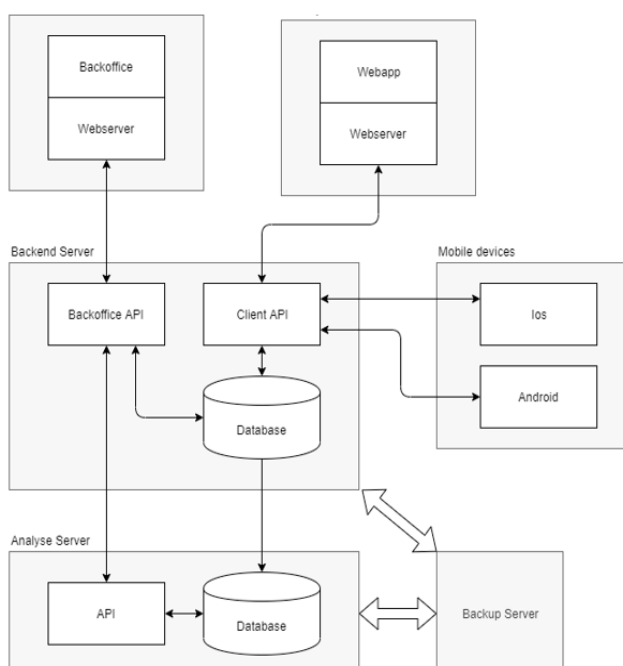 Backoffice
Webserver
Webapp
Webserver
Backend Server
Mobile devices
Backoffice API
Client API
Ios
Android
Database
Analyse Server
API
Database
Backup Server